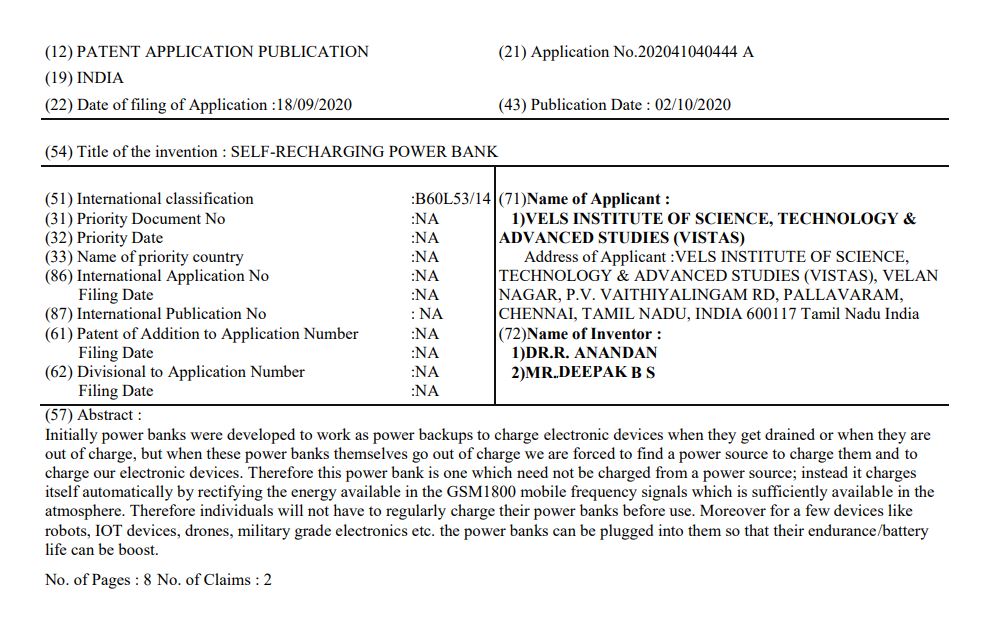 (12) PATENT APPLICATION PUBLICATION (21) Application No.202041040444 A
(19) INDIA
(22) Date of filing of Application :18/09/2020 (43) Publication Date : 02/10/2020
(54) Title of the invention : SELF-RECHARGING POWER BANK
(51) International classification :B60L53/14
(31) Priority Document No :NA
(32) Priority Date :NA
(33) Name of priority country :NA
(86) International Application No :NA
Filing Date :NA
(87) International Publication No : NA
(61) Patent of Addition to Application Number :NA
Filing Date :NA
(62) Divisional to Application Number :NA
Filing Date :NA
(71)Name of Applicant :
1)VELS INSTITUTE OF SCIENCE, TECHNOLOGY &
ADVANCED STUDIES (VISTAS)
Address of Applicant :VELS INSTITUTE OF SCIENCE,
TECHNOLOGY & ADVANCED STUDIES (VISTAS), VELAN
NAGAR, P.V. VAITHIYALINGAM RD, PALLAVARAM,
CHENNAI, TAMIL NADU, INDIA 600117 Tamil Nadu India
(72)Name of Inventor :
1)DR.R. ANANDAN
2)MR..DEEPAK B S
(57) Abstract :
Initially power banks were developed to work as power backups to charge electronic devices when they get drained or when they are
out of charge, but when these power banks themselves go out of charge we are forced to find a power source to charge them and to
charge our electronic devices. Therefore this power bank is one which need not be charged from a power source; instead it charges
itself automatically by rectifying the energy available in the GSM1800 mobile frequency signals which is sufficiently available in the
atmosphere. Therefore individuals will not have to regularly charge their power banks before use. Moreover for a few devices like
robots, IOT devices, drones, military grade electronics etc. the power banks can be plugged into them so that their endurance/battery
life can be boost.
No. of Pages : 8 No. of Claims : 2